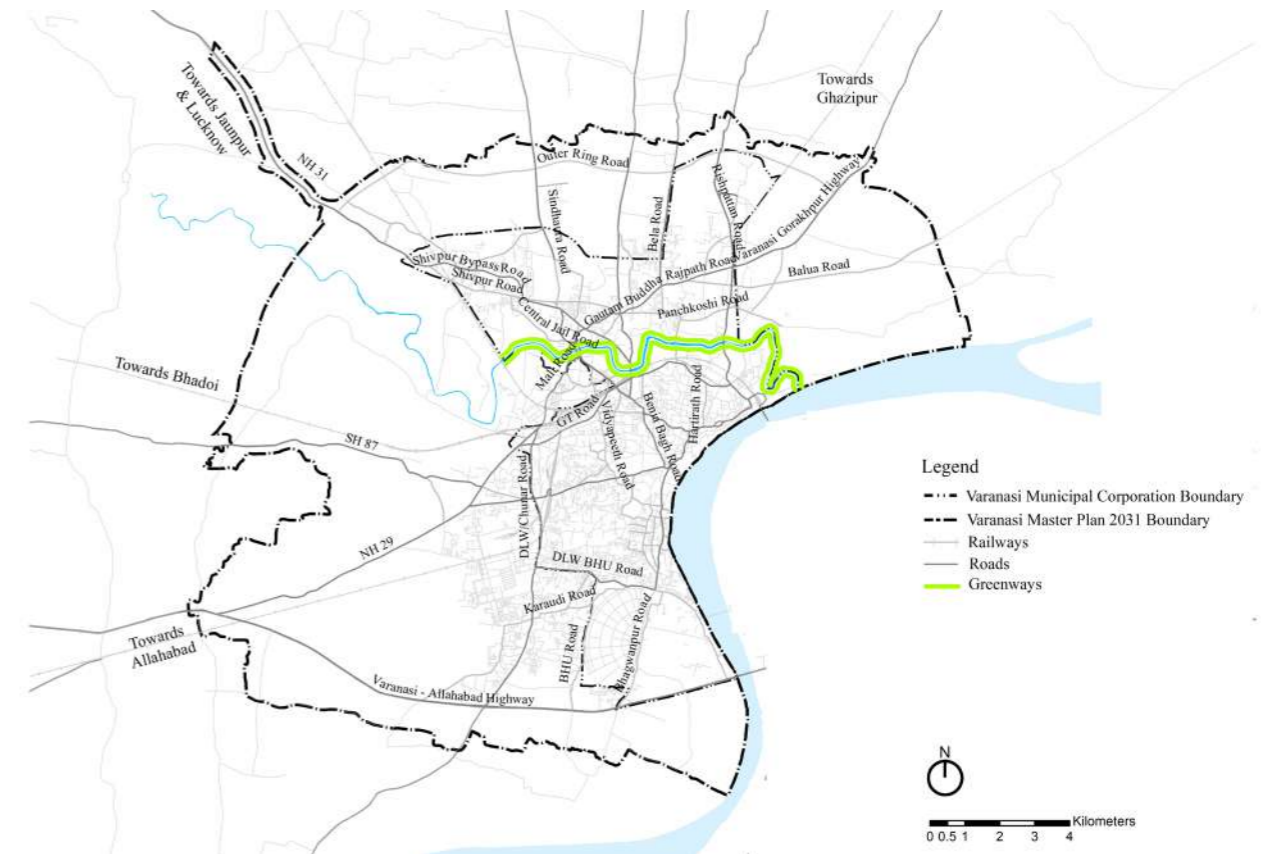 Towards
Ghazipur
Towards Jaunpur
& Lucknow
NH 31
Outer Ring Road
Rishpattan Road
Sindhaura Road
Bela Road
Varanasi Gorakhpur Highway
Shivpur Bypass Road
Shivpur Road
Gautam Buddha Rajpath Road
Balua Road
Central Jail Road
Panchkoshi Road
Mall Road
Towards Bhadoi
GT Road
Vidyapeeth Road
Benia Bagh Road
Hartirath Road
SH 87
DLW/Chunar Road
NH 29
DLW BHU Road
Karaudi Road
BHU Road
Bhagwanpur Road
Towards
Allahabad
Varanasi - Allahabad Highway
Legend
Varanasi Municipal Corporation Boundary
Varanasi Master Plan 2031 Boundary
Railways
Roads
Greenways
N
Kilometers
0 0.5 1 2 3 4